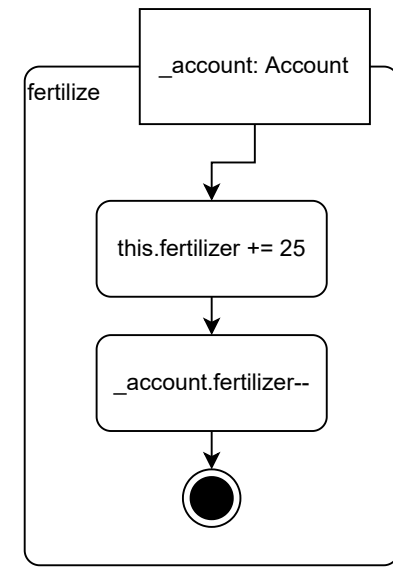 _account: Account
fertilize
this.fertilizer += 25
_account.fertilizer--